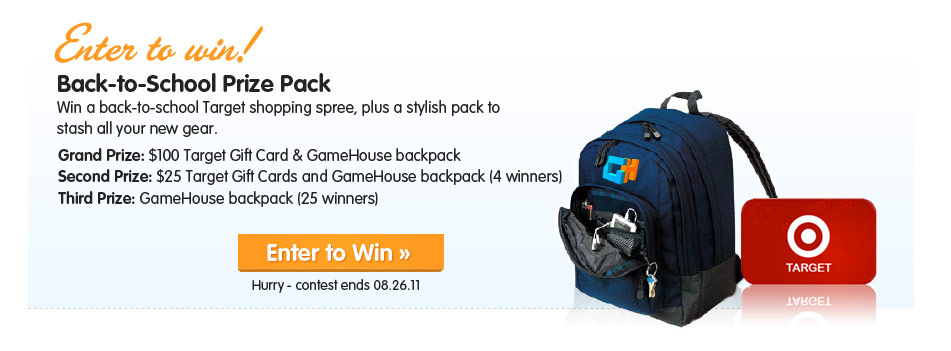 Enter to win!
Back-to-School Prize Pack
Win a back-to-school Target shopping spree, plus a stylish pack to
stash all your new gear.
Grand Prize: $100 Target Gift Card & GameHouse backpack
Second Prize: $25 Target Gift Cards and GameHouse backpack (4 winners)
Third Prize: GameHouse backpack (25 winners)
Enter to Win »
Hurry - contest ends 08.26.11
GH
TARGET